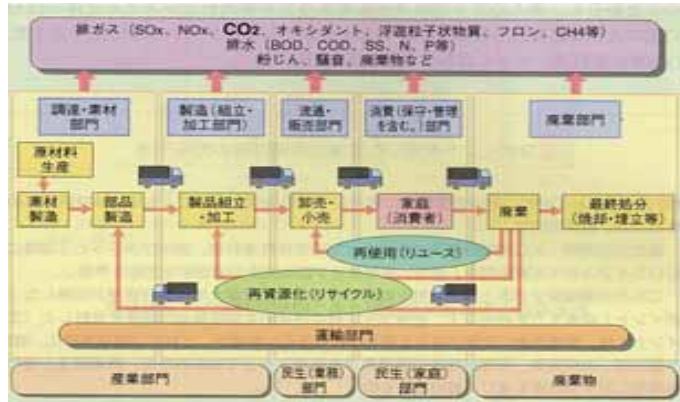 排ガス(SOx、NOx、CO2、オキシダント、浮遊粒子状物質、フロン、CH4等)
排水(BOD、COD、SS、N、P等)
粉じん、騒音、廃棄物など
調達・素材
部門
製造(組立・
加工部門)
流通・
販売部門
消費(保守・管理
を含む。)部門
廃棄部門
原材料
生産
素材
製造
部品
製造
製品組立
・加工
卸売・
小売
家庭
(消費者)
廃棄
最終処分
(焼却・埋立等)
再使用(リユース)
再資源化(リサイクル)
運輸部門
産業部門
民生(業務)
部門
民生(家庭)
部門
廃棄物